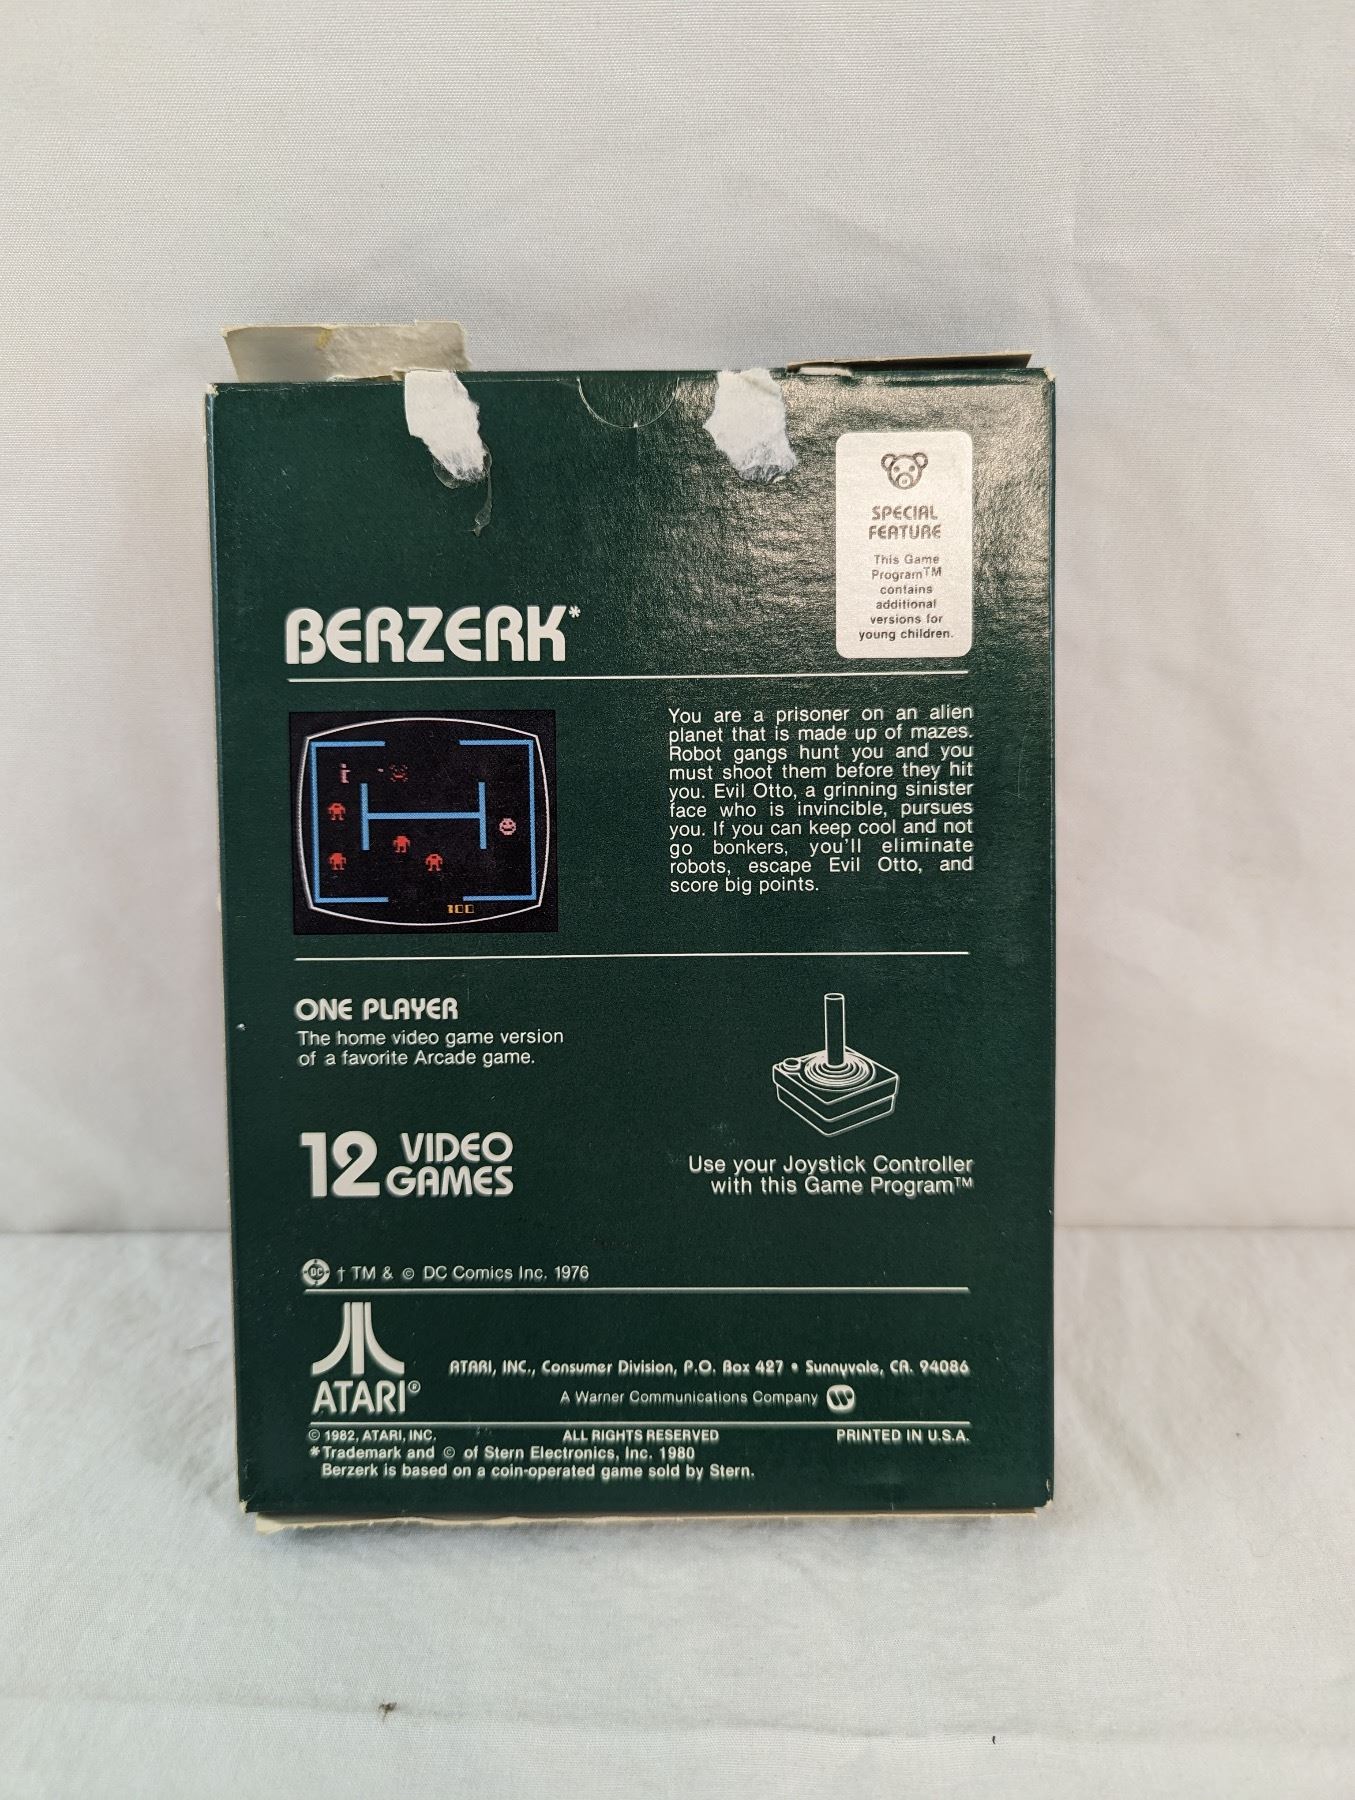 SPECIAL
FEATURE
This Game
Program™
contains
additional
versions for
young children.
BERZERK*
You are a prisoner on an alien
planet that is made up of mazes.
Robot gangs hunt you and you
must shoot them before they hit
you. Evil Otto, a grinning sinister
face who is invincible, pursues
you. If you can keep cool and not
go bonkers, you'll eliminate
robots, escape Evil Otto, and
score big points.
100
ONE PLAYER
The home video game version
of a favorite Arcade game.
12 VIDEO
GAMES
Use your Joystick Controller
with this Game Program™
DC † TM & © DC Comics Inc. 1976
ATARI®
ATARI, INC., Consumer Division, P.O. Box 427 • Sunnyvale, CA. 94086
A Warner Communications Company
© 1982, ATARI, INC. ALL RIGHTS RESERVED PRINTED IN U.S.A.
*Trademark and © of Stern Electronics, Inc. 1980
Berzerk is based on a coin-operated game sold by Stern.